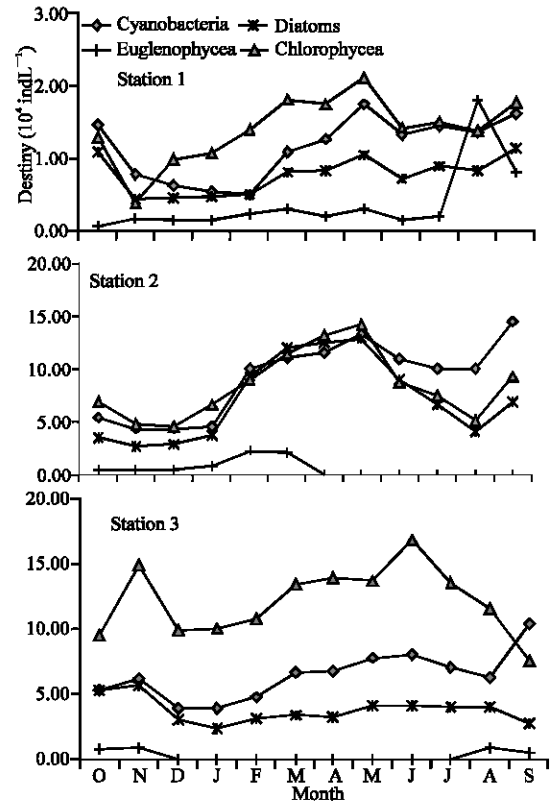 3.00 Cyanobacteria Diatoms
Euglenophycea Chlorophycea
Station 1
2.00
1.00
0.00
Destiny (10⁴ indL⁻¹)
20.00
Station 2
15.00
10.00
5.00
0.00
20.00
Station 3
15.00
10.00
5.00
0.00
O N D J F M A M J J A S
Month